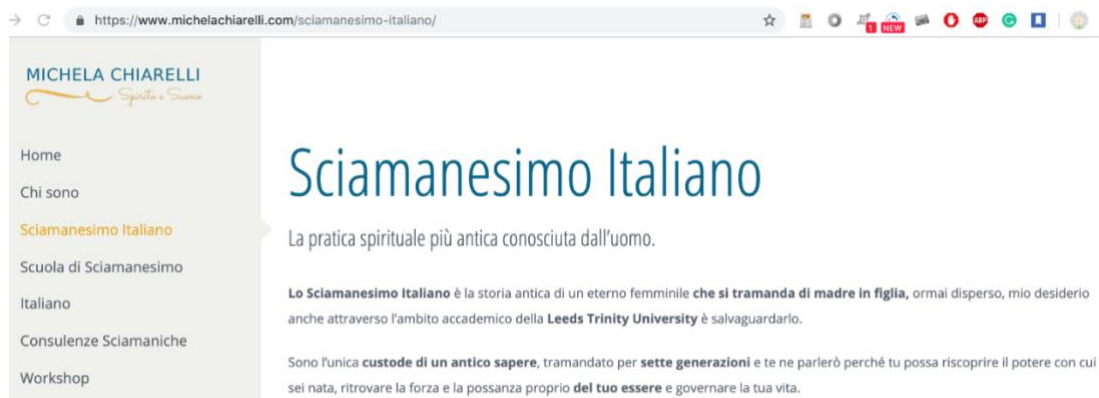 https://www.michelachiarelli.com/sciamanesimo-italiano/
1
NEW
ABP
MICHELA CHIARELLI
Spirito e Suono
Home
Chi sono
Sciamanesimo Italiano
Scuola di Sciamanesimo
Italiano
Consulenze Sciamaniche
Workshop
Sciamanesimo Italiano
La pratica spirituale più antica conosciuta dall'uomo.
Lo Sciamanesimo Italiano è la storia antica di un eterno femminile che si tramanda di madre in figlia, ormai disperso, mio desiderio
anche attraverso l'ambito accademico della Leeds Trinity University è salvaguardarlo.
Sono l'unica custode di un antico sapere, tramandato per sette generazioni e te ne parlerò perché tu possa riscoprire il potere con cui
sei nata, ritrovare la forza e la possanza proprio del tuo essere e governare la tua vita.